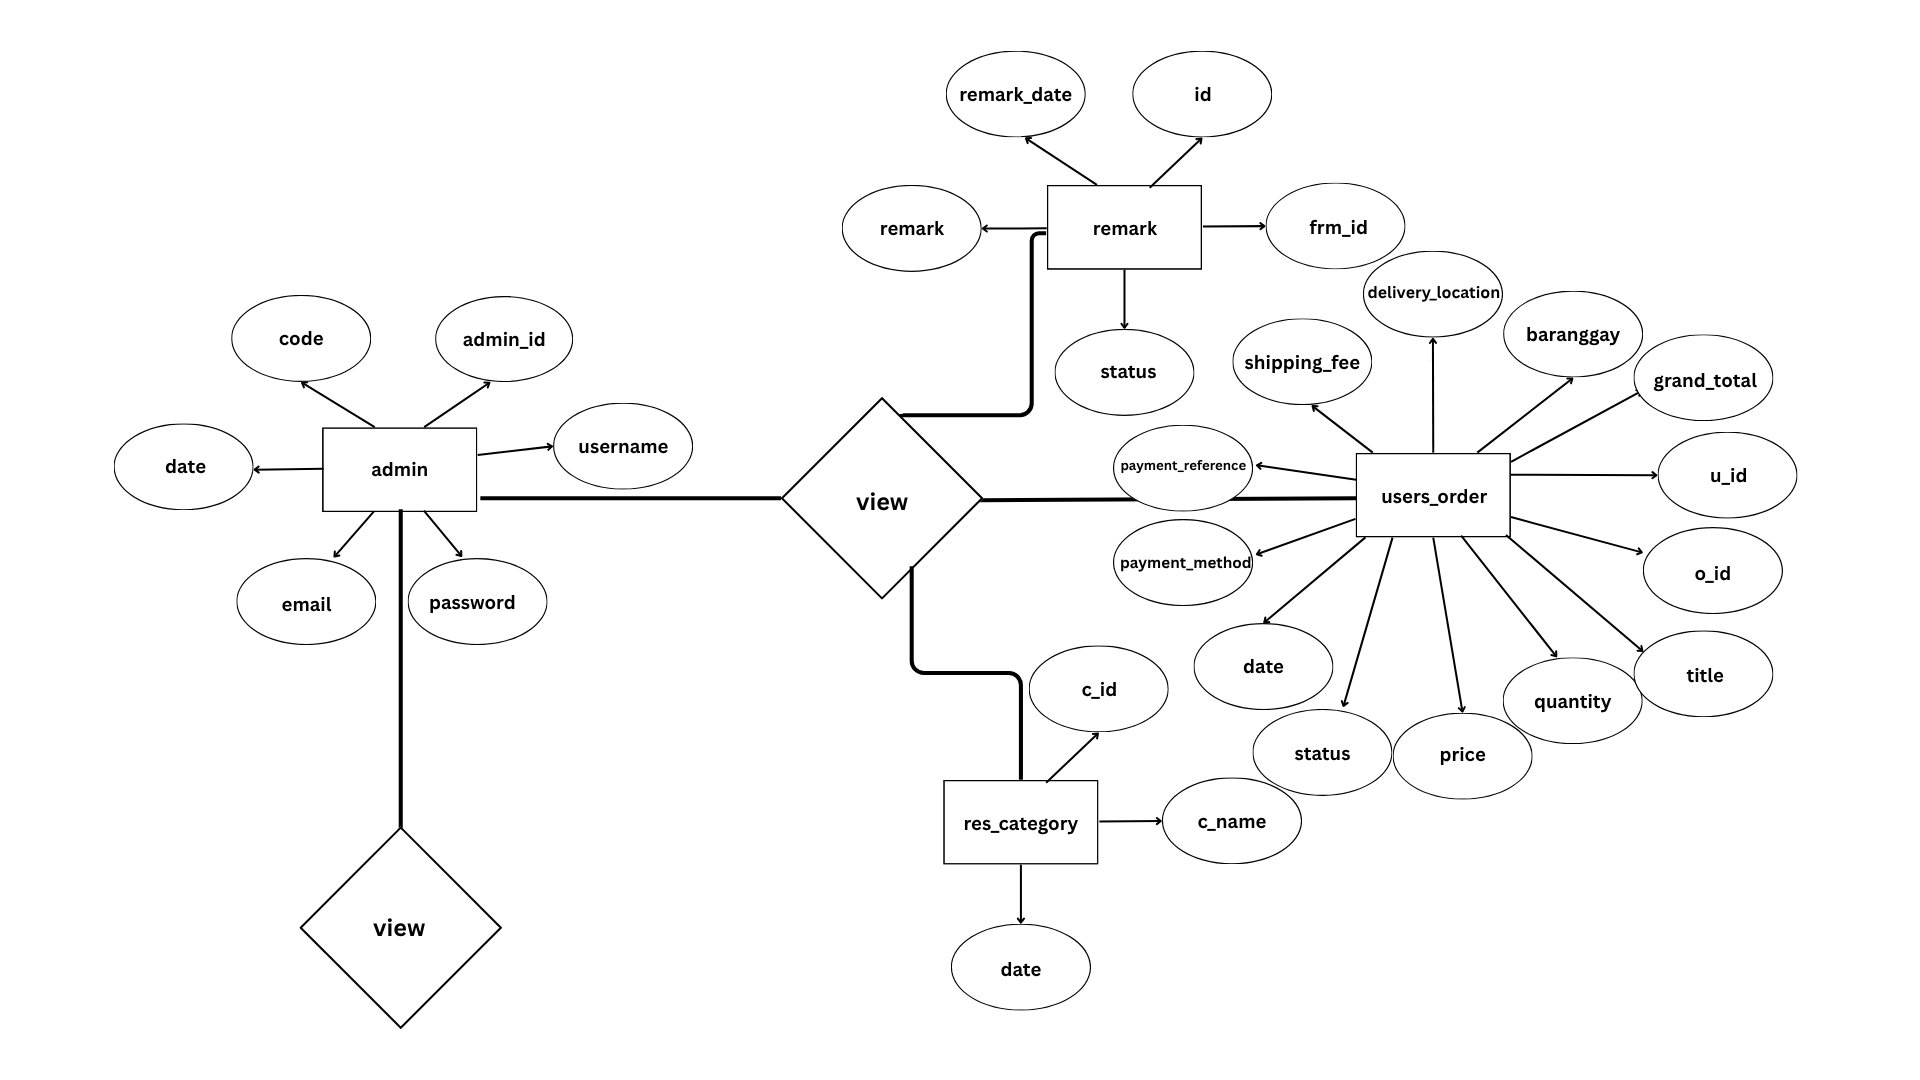 remark_date
id
remark
remark
frm_id
status
delivery_location
baranggay
shipping_fee
grand_total
code
admin_id
username
date
admin
email
password
view
payment_reference
users_order
u_id
payment_method
o_id
date
title
quantity
status
price
c_id
res_category
c_name
date
view